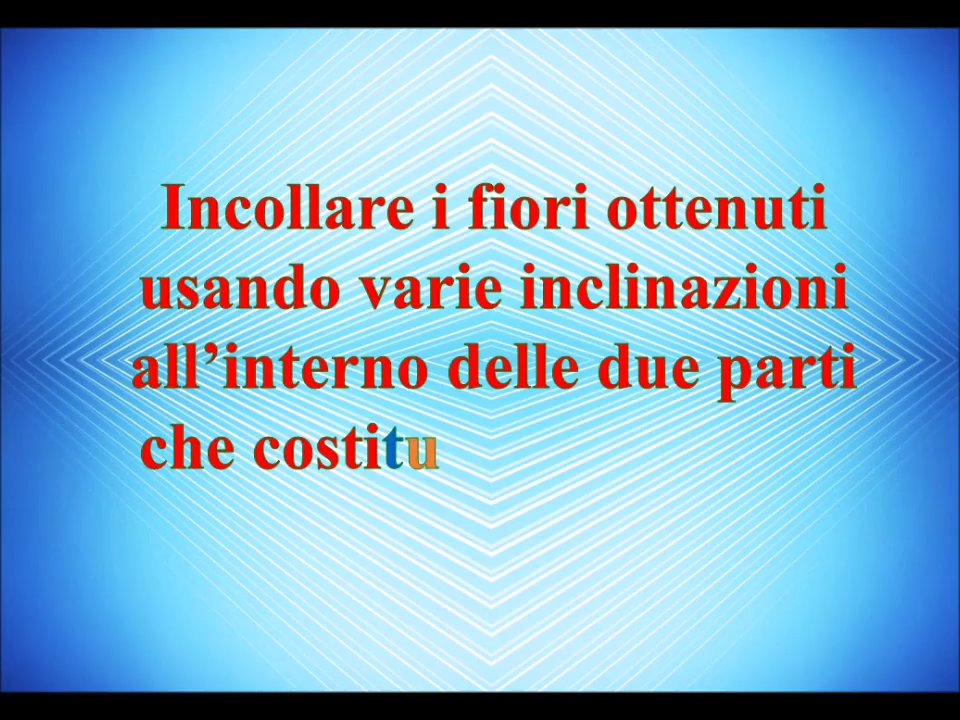 Incollare i fiori ottenuti
usando varie inclinazioni
all’interno delle due parti
che costitu